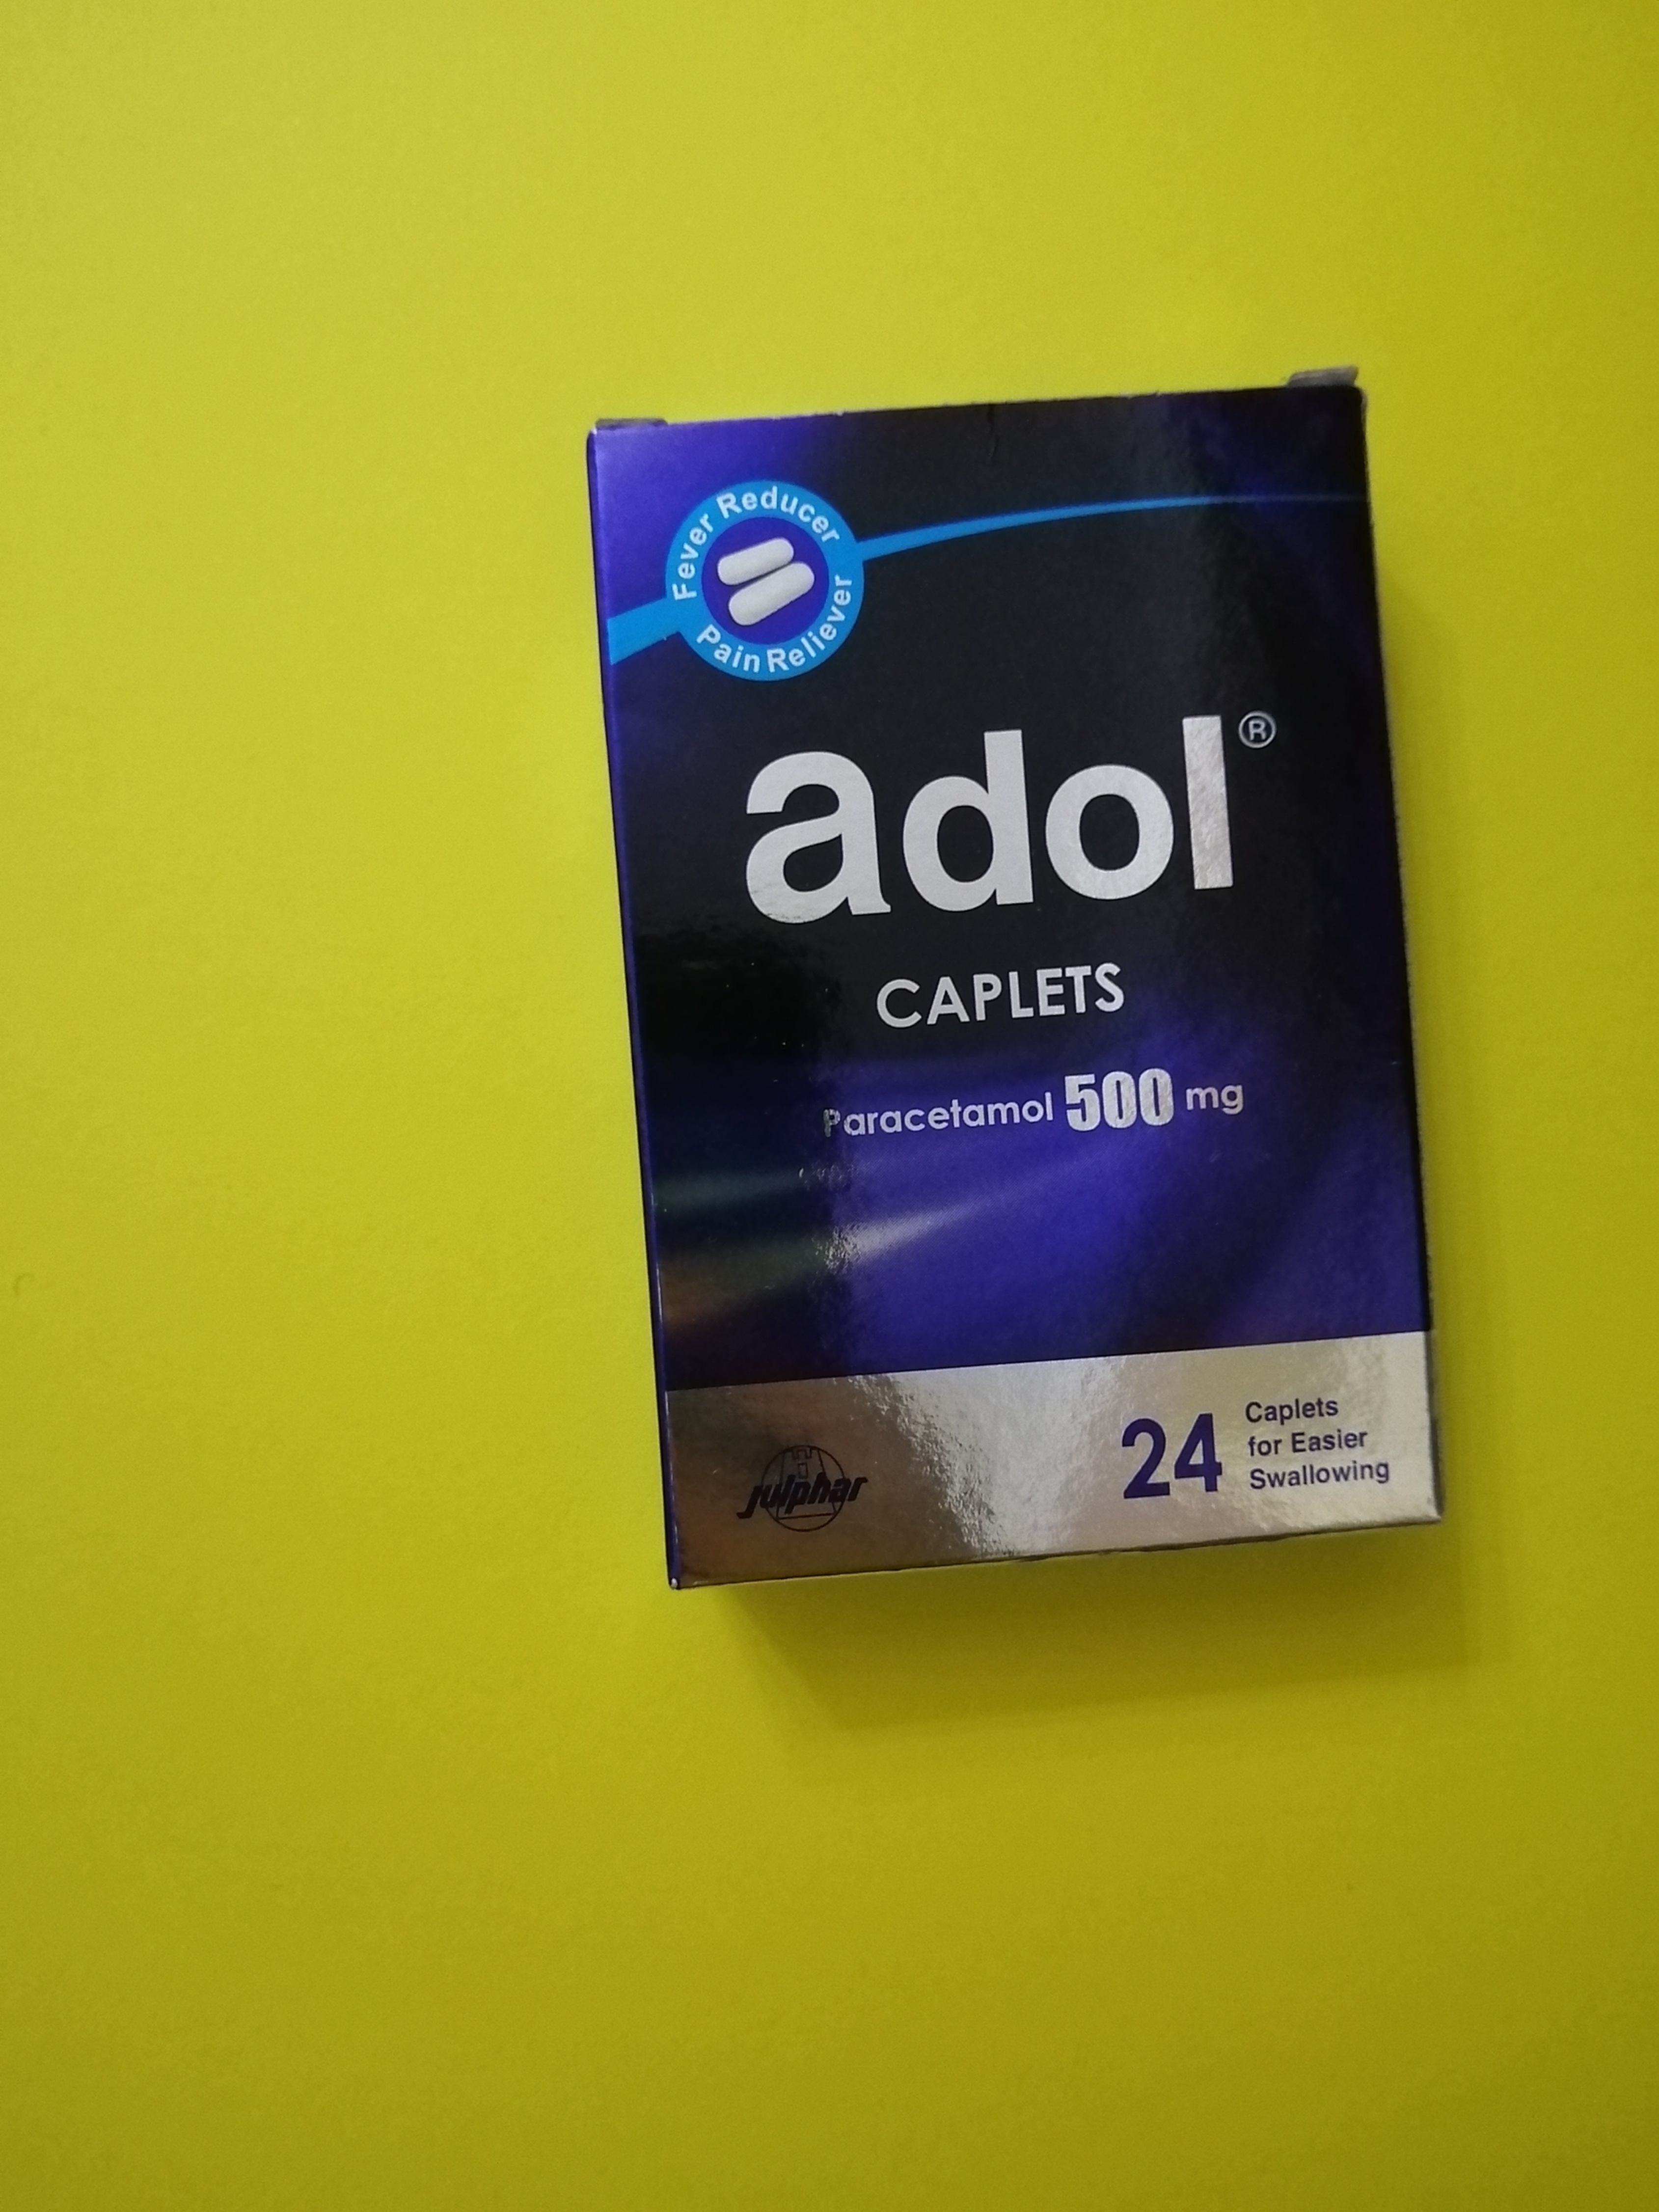 Fever Reducer
Pain Reliever
adol®
CAPLETS
Paracetamol 500 mg
julphar
24 Caplets
for Easier
Swallowing